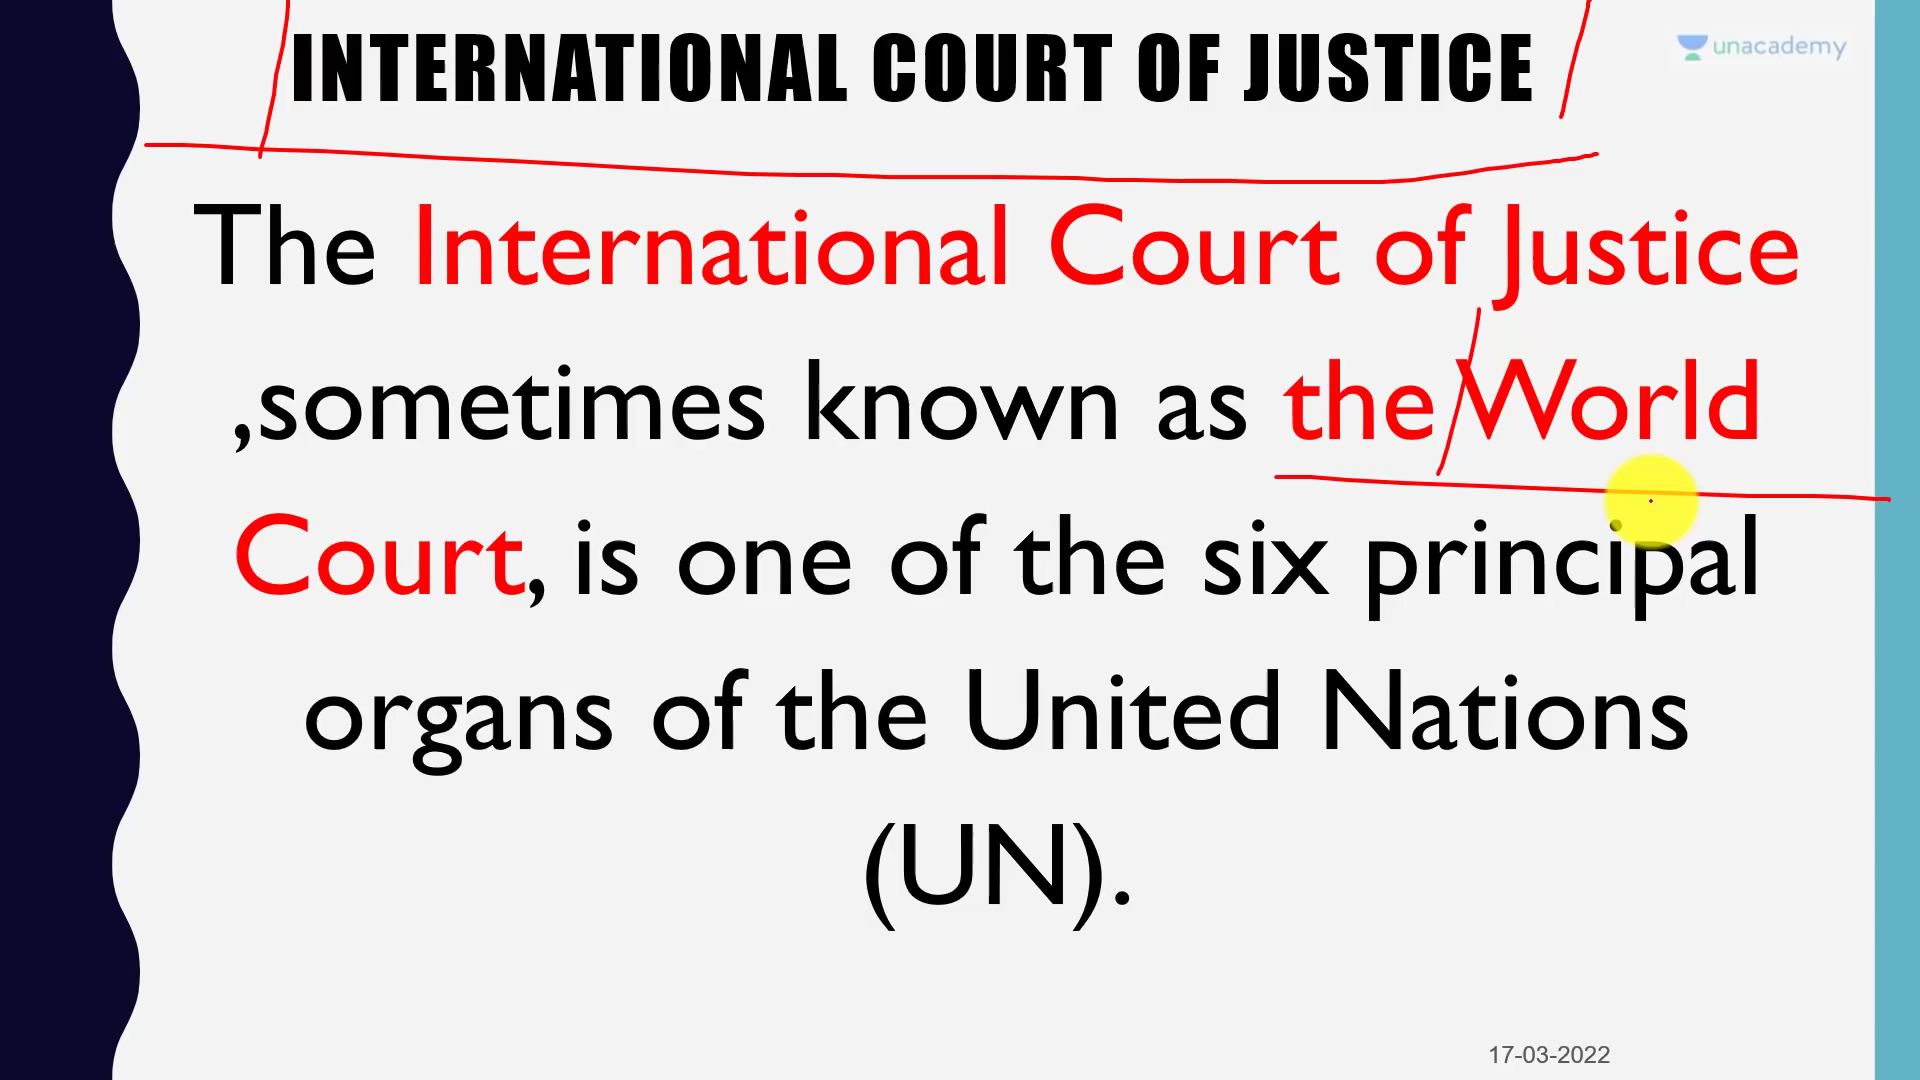 INTERNATIONAL COURT OF JUSTICE
unacademy
The International Court of Justice
,sometimes known as the World
Court, is one of the six principal
organs of the United Nations
(UN).
17-03-2022